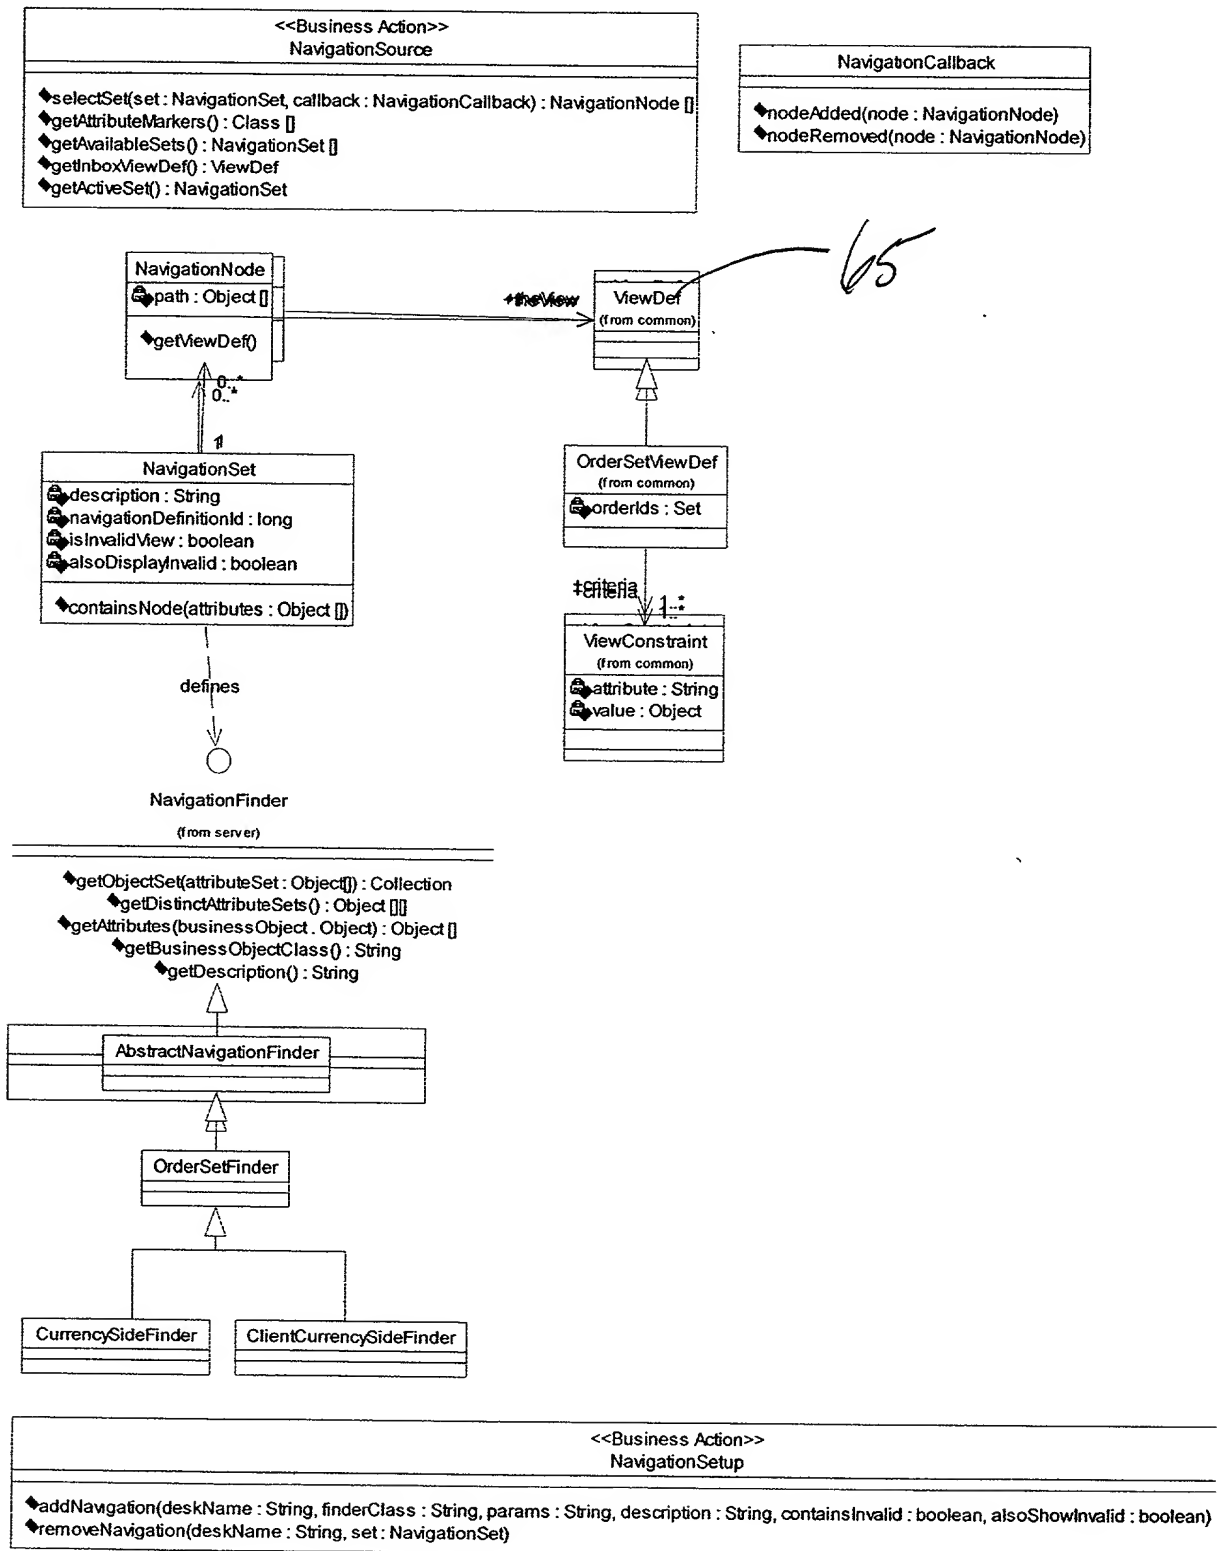 <<Business Action>>
NavigationSource
selectSet(set : NavigationSet, callback : NavigationCallback) : NavigationNode []
getAttributeMarkers() : Class []
getAvailableSets() : NavigationSet []
getInboxViewDef() : ViewDef
getActiveSet() : NavigationSet
NavigationCallback
nodeAdded(node : NavigationNode)
nodeRemoved(node : NavigationNode)
65
NavigationNode
path : Object []
getViewDef()
+theView
ViewDef
(from common)
0..*
0..*
1
NavigationSet
description : String
navigationDefinitionId : long
isInvalidView : boolean
alsoDisplayInvalid : boolean
containsNode(attributes : Object [])
OrderSetViewDef
(from common)
orderIds : Set
+criteria
+criteria
1..*
1..*
ViewConstraint
(from common)
attribute : String
value : Object
defines
NavigationFinder
(from server)
getObjectSet(attributeSet : Object[]) : Collection
getDistinctAttributeSets() : Object [][]
getAttributes(businessObject . Object) : Object []
getBusinessObjectClass() : String
getDescription() : String
AbstractNavigationFinder
OrderSetFinder
CurrencySideFinder
ClientCurrencySideFinder
<<Business Action>>
NavigationSetup
addNavigation(deskName : String, finderClass : String, params : String, description : String, containsInvalid : boolean, alsoShowInvalid : boolean)
removeNavigation(deskName : String, set : NavigationSet)